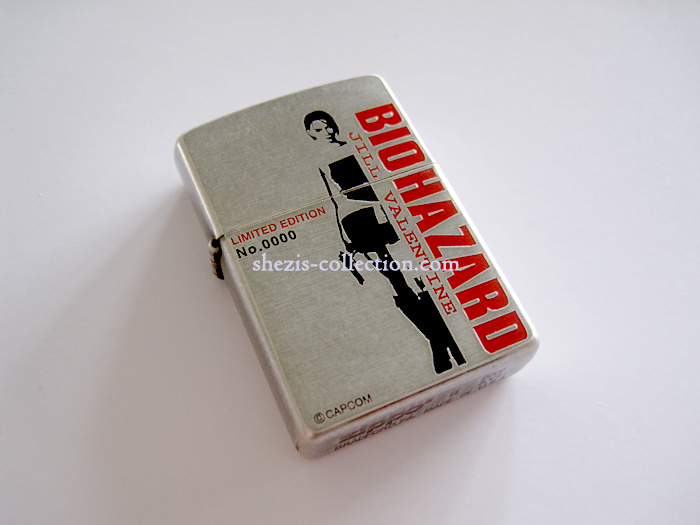 BIOHAZARD
JILL VALENTINE
LIMITED EDITION
No.0000
shezis-collection.com
©CAPCOM